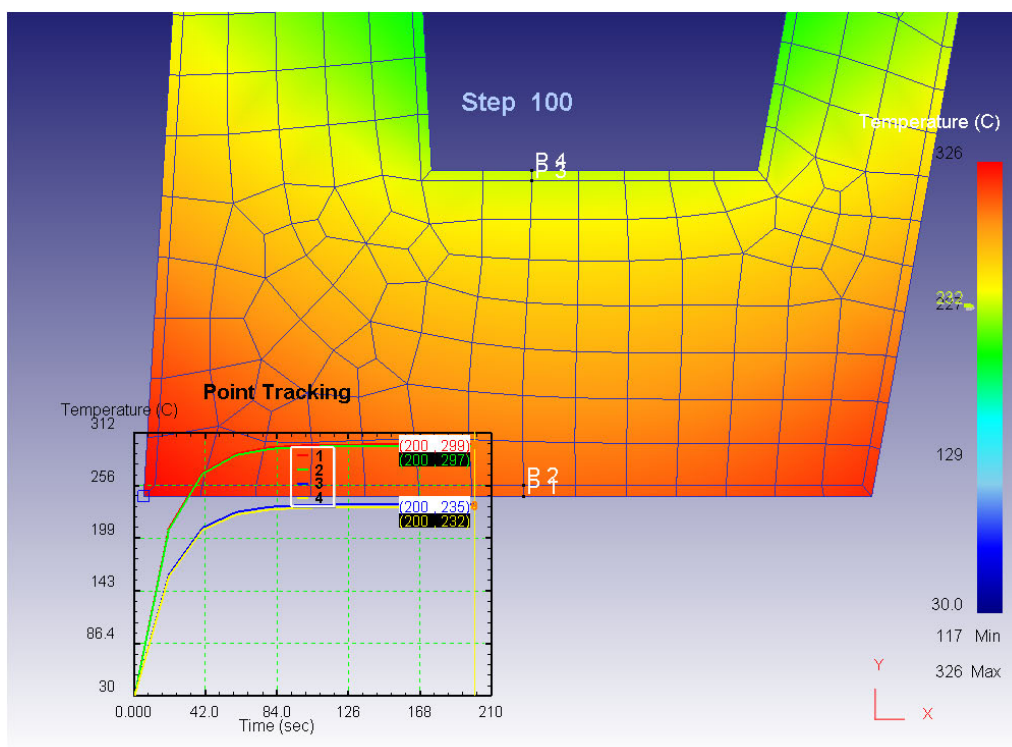 Step 100
Temperature (C)
326
P 4
P 3
232
227
129
30.0
117 Min
326 Max
Point Tracking
Temperature (C)
312
256
199
143
86.4
30
1
2
3
4
(200 , 299)
(200 , 297)
(200 , 235)
(200 , 232)
P 2
P 1
0.000 42.0 84.0 126 168 210
Time (sec)
Y
X